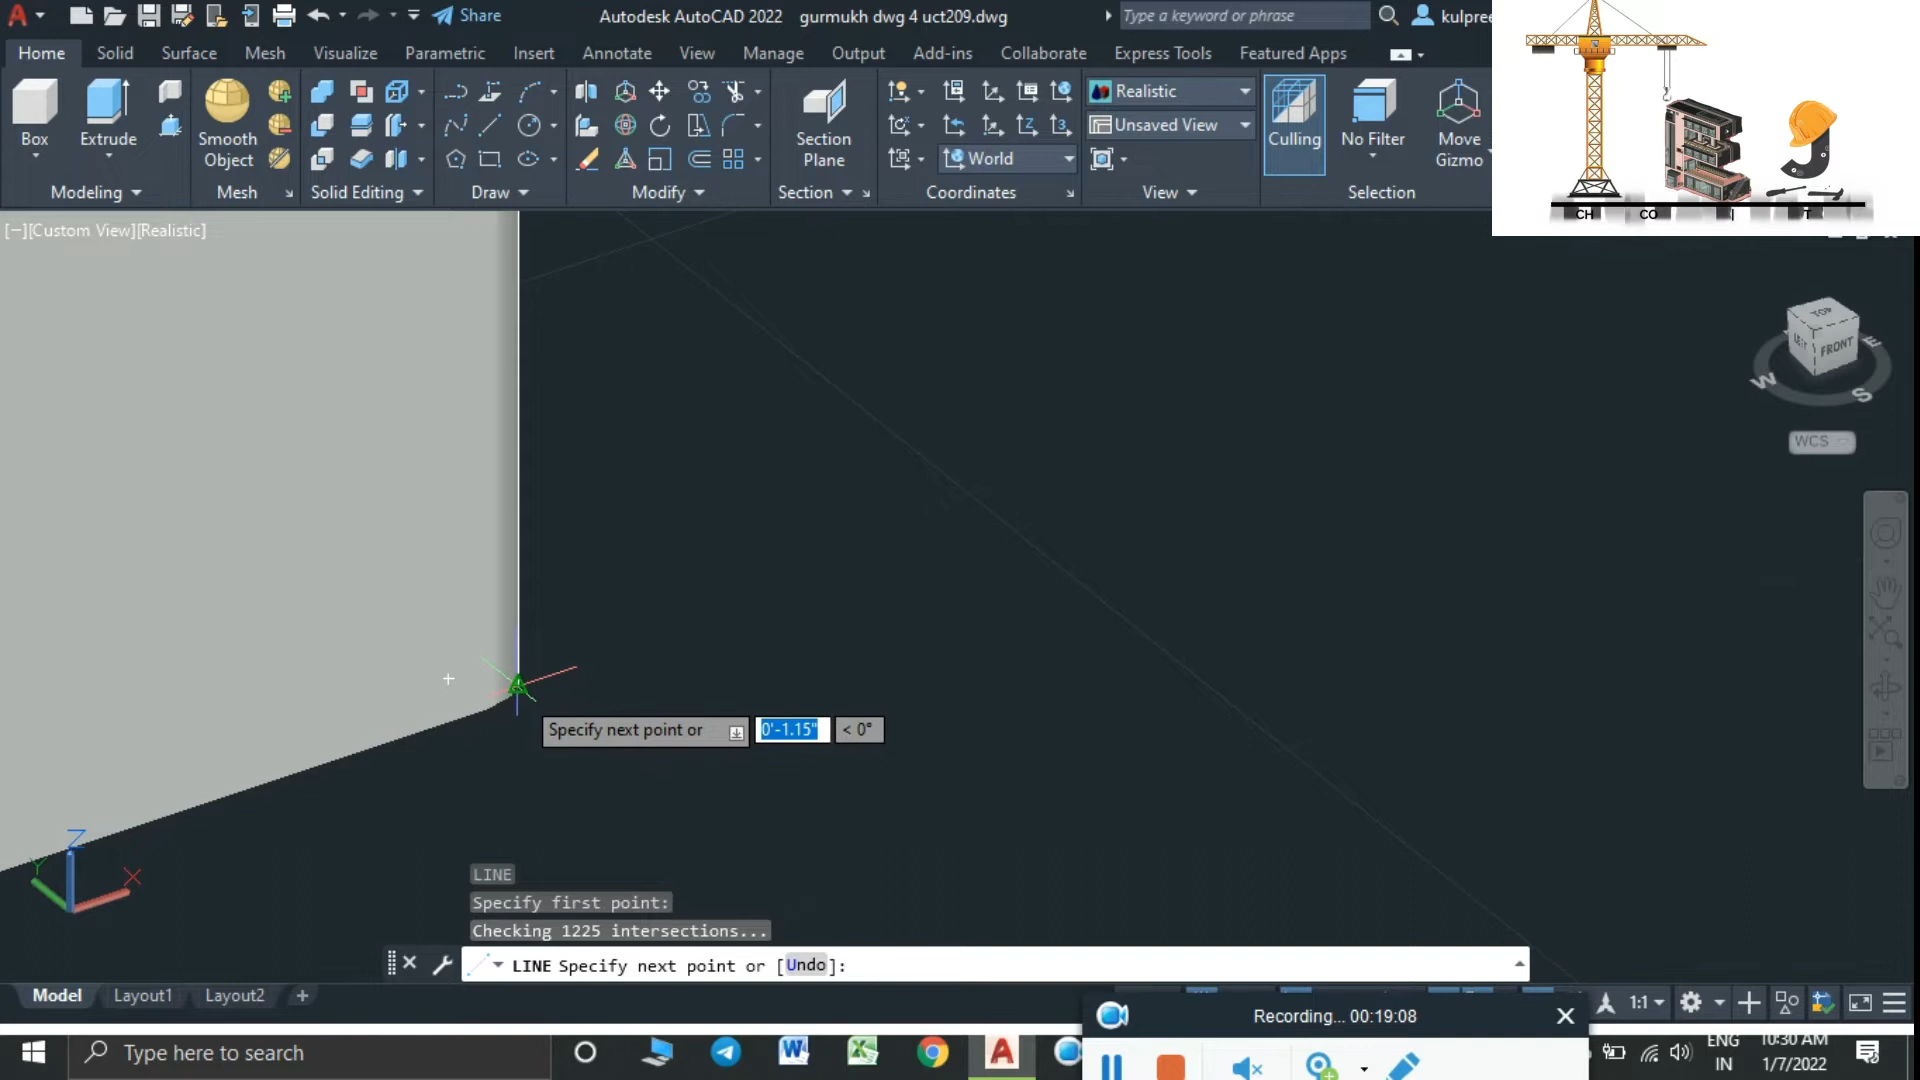 Share
Autodesk AutoCAD 2022 gurmukh dwg 4 uct209.dwg
Type a keyword or phrase
Home Solid Surface Mesh Visualize Parametric Insert Annotate View Manage Output Add-ins Collaborate Express Tools Featured Apps
Box
Extrude
Smooth Object
Section Plane
World
Realistic
Unsaved View
Culling
No Filter
Move Gizmo
Modeling
Mesh
Solid Editing
Draw
Modify
Section
Coordinates
View
Selection
CH CO T
[−][Custom View][Realistic]
TOP
LEFT
FRONT
W
S
E
WCS
Specify next point or 0'-1.15" < 0°
Z
Y
X
LINE
Specify first point:
Checking 1225 intersections...
LINE Specify next point or [Undo]:
Model Layout1 Layout2 +
1:1
Recording... 00:19:08
Type here to search
ENG
IN
10:30 AM
1/7/2022